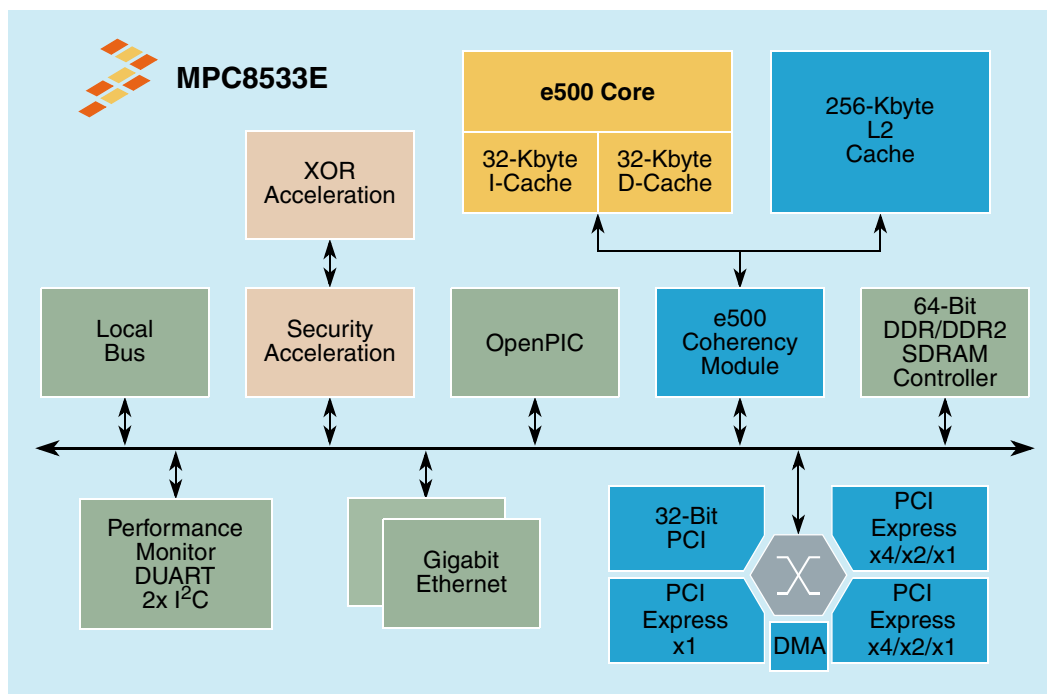 MPC8533E
e500 Core
32-Kbyte
I-Cache
32-Kbyte
D-Cache
256-Kbyte
L2
Cache
XOR
Acceleration
Local
Bus
Security
Acceleration
OpenPIC
e500
Coherency
Module
64-Bit
DDR/DDR2
SDRAM
Controller
Performance
Monitor
DUART
2x I²C
Gigabit
Ethernet
32-Bit
PCI
PCI
Express
x4/x2/x1
PCI
Express
x1
DMA
PCI
Express
x4/x2/x1